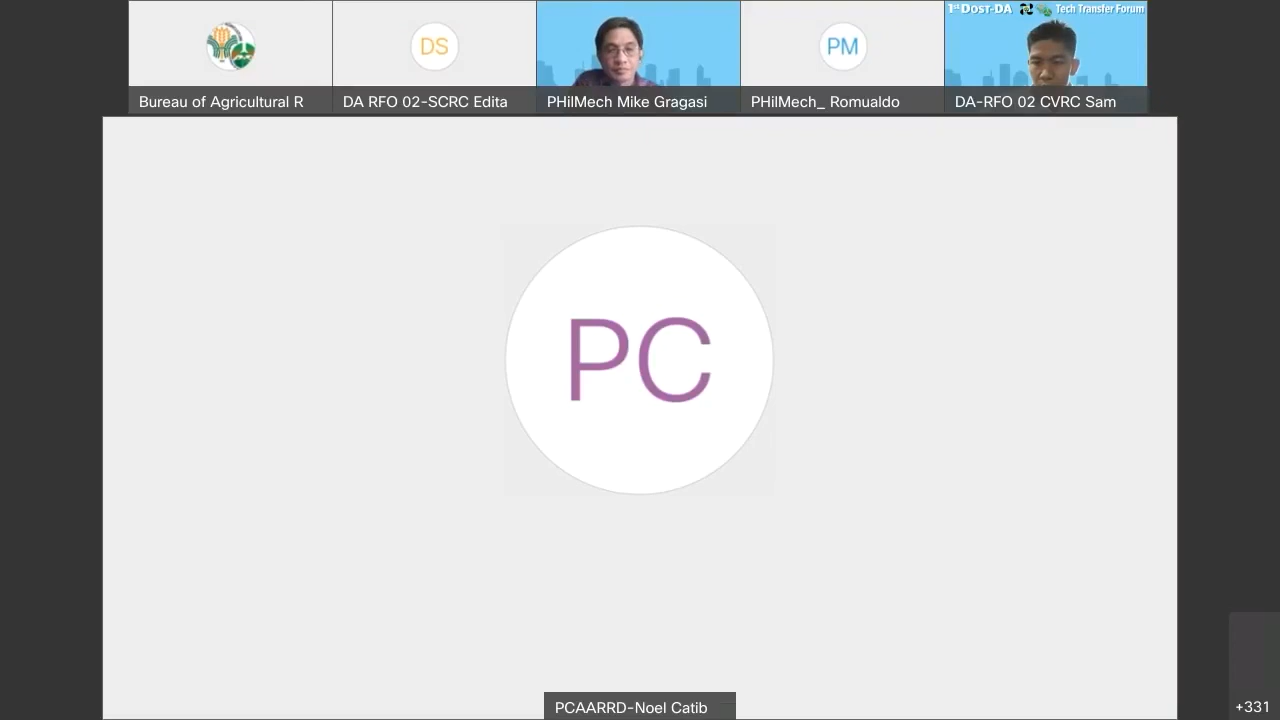 1st DOST-DA Tech Transfer Forum
DS
PM
Bureau of Agricultural R
DA RFO 02-SCRC Edita
PHilMech Mike Gragasi
PHilMech_ Romualdo
DA-RFO 02 CVRC Sam
PC
PCAARRD-Noel Catib
+331